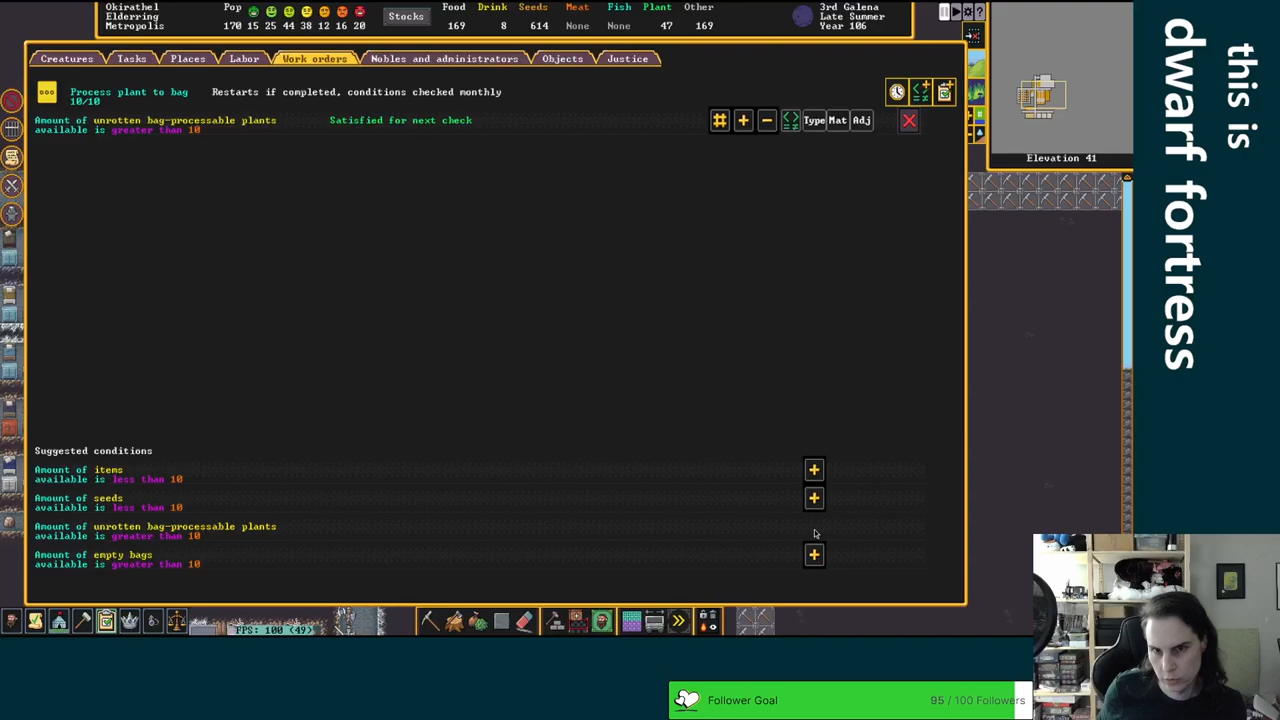 Okirathel
Elderring
Metropolis
Pop
170 15 25 44 38 12 16 20
Stocks
Food Drink Seeds Meat Fish Plant Other
169 8 614 None None 47 169
3rd Galena
Late Summer
Year 106
Creatures Tasks Places Labor Work orders Nobles and administrators Objects Justice
Process plant to bag Restarts if completed, conditions checked monthly
10/10
Amount of unrotten bag-processable plants Satisfied for next check
available is greater than 10
Type Mat Adj
Elevation 41
Suggested conditions
Amount of items
available is less than 10
Amount of seeds
available is less than 10
Amount of unrotten bag-processable plants
available is greater than 10
Amount of empty bags
available is greater than 10
FPS: 100 (49)
this is
dwarf fortress
Follower Goal 95 / 100 Followers